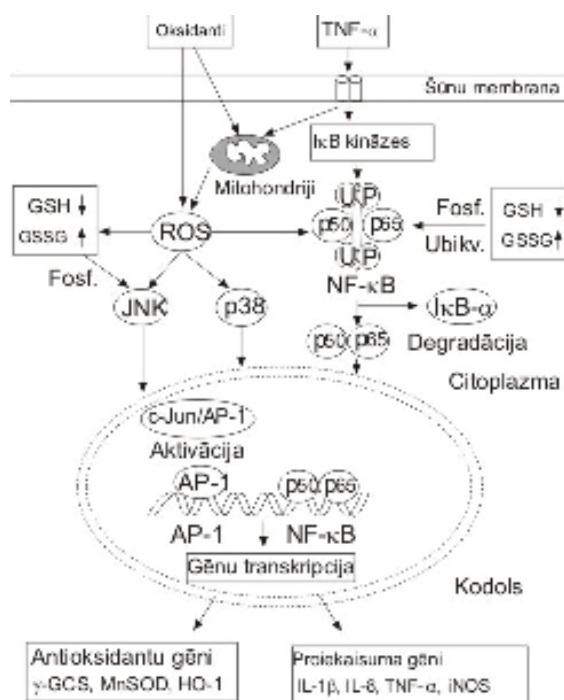 Oksidanti
TNF-α
Šūnu membrana
IκB kināzes
Mitohondriji
U P
GSH
GSSG
ROS
p50
p65
Fosf.
Ubikv.
GSH
GSSG
U P
Fosf.
NF-κB
JNK
p38
IκB-α
p50 p65
Degradācija
Citoplazma
c-Jun/AP-1
Aktivācija
AP-1
p50 p65
AP-1
NF-κB
Gēnu transkripcija
Kodols
Antioksidantu gēni
γ-GCS, MnSOD, HO-1
Proiekaisuma gēni
IL-1β, IL-8, TNF-α, iNOS